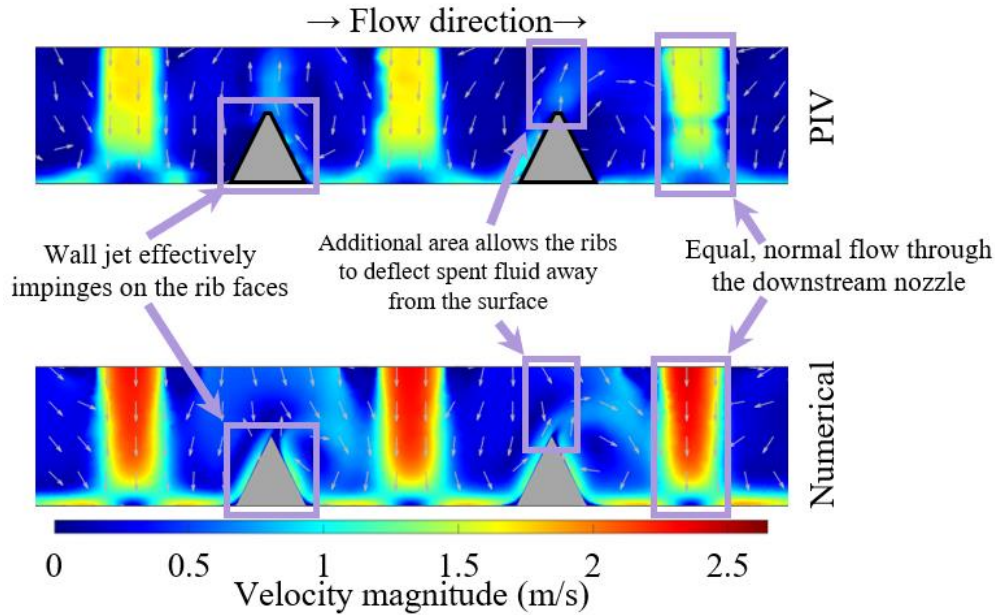 → Flow direction→
PIV
Wall jet effectively
impinges on the rib faces
Additional area allows the ribs
to deflect spent fluid away
from the surface
Equal, normal flow through
the downstream nozzle
Numerical
0 0.5 1 1.5 2 2.5
Velocity magnitude (m/s)